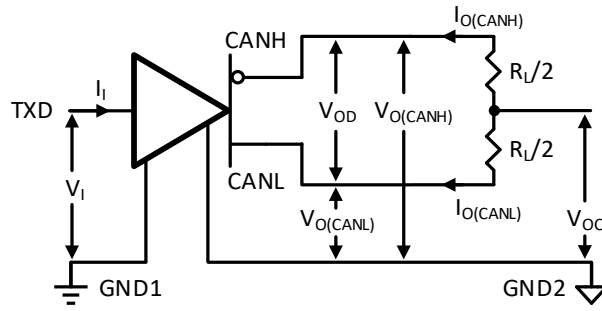 I_O(CANH)
CANH
R_L/2
I_I
TXD
V_OD
V_O(CANH)
R_L/2
V_I
CANL
V_O(CANL)
I_O(CANL)
V_OC
GND1
GND2